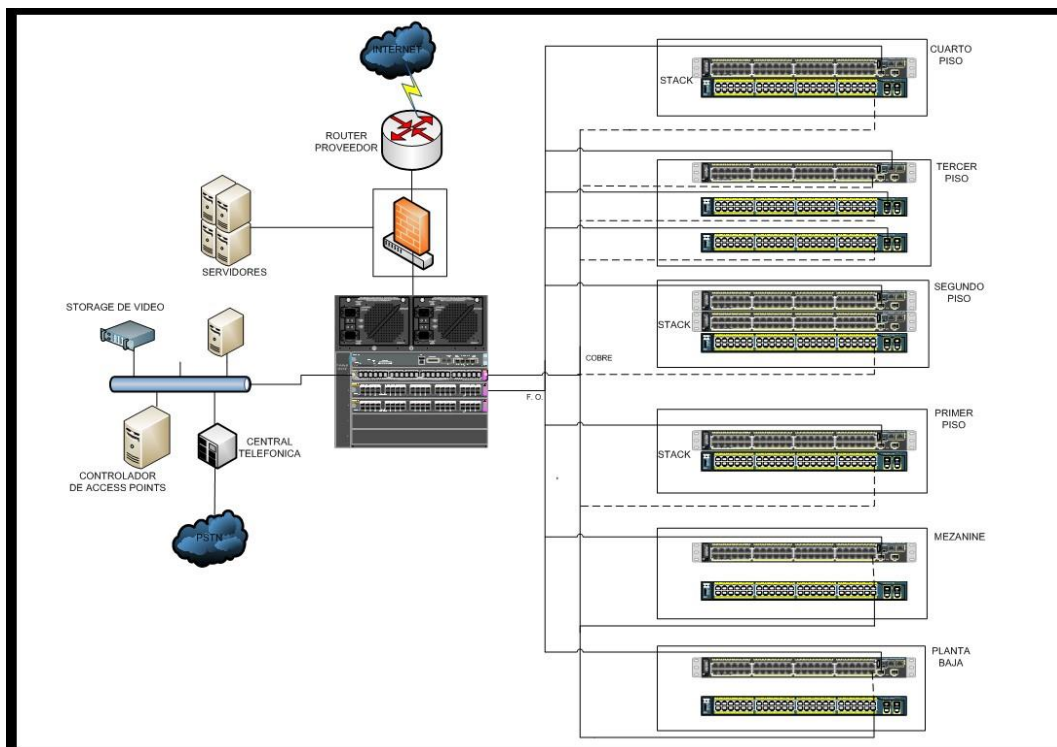 INTERNET
CUARTO
PISO
STACK
ROUTER
PROVEEDOR
TERCER
PISO
SERVIDORES
SEGUNDO
PISO
STORAGE DE VIDEO
STACK
COBRE
F. O.
PRIMER
PISO
STACK
CENTRAL
TELEFONICA
CONTROLADOR
DE ACCESS POINTS
PSTN
MEZANINE
PLANTA
BAJA